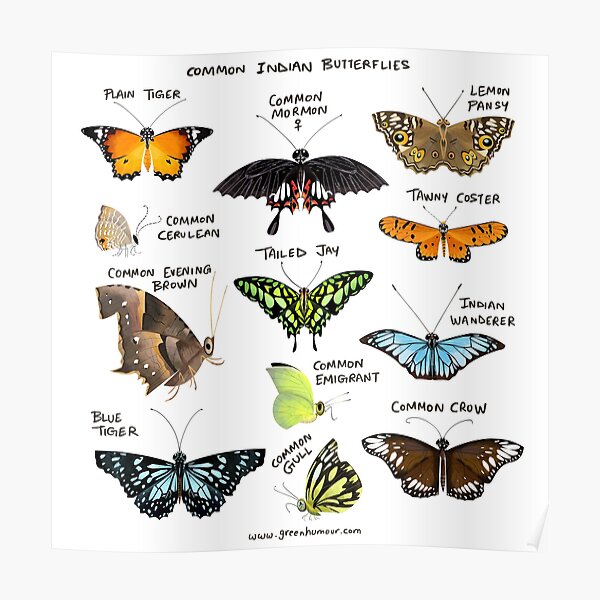 COMMON INDIAN BUTTERFLIES
PLAIN TIGER
COMMON
MORMON
♀
LEMON
PANSY
COMMON
CERULEAN
TAWNY COSTER
TAILED JAY
COMMON EVENING
BROWN
INDIAN
WANDERER
COMMON
EMIGRANT
BLUE
TIGER
COMMON CROW
COMMON
GULL
www.greenhumour.com